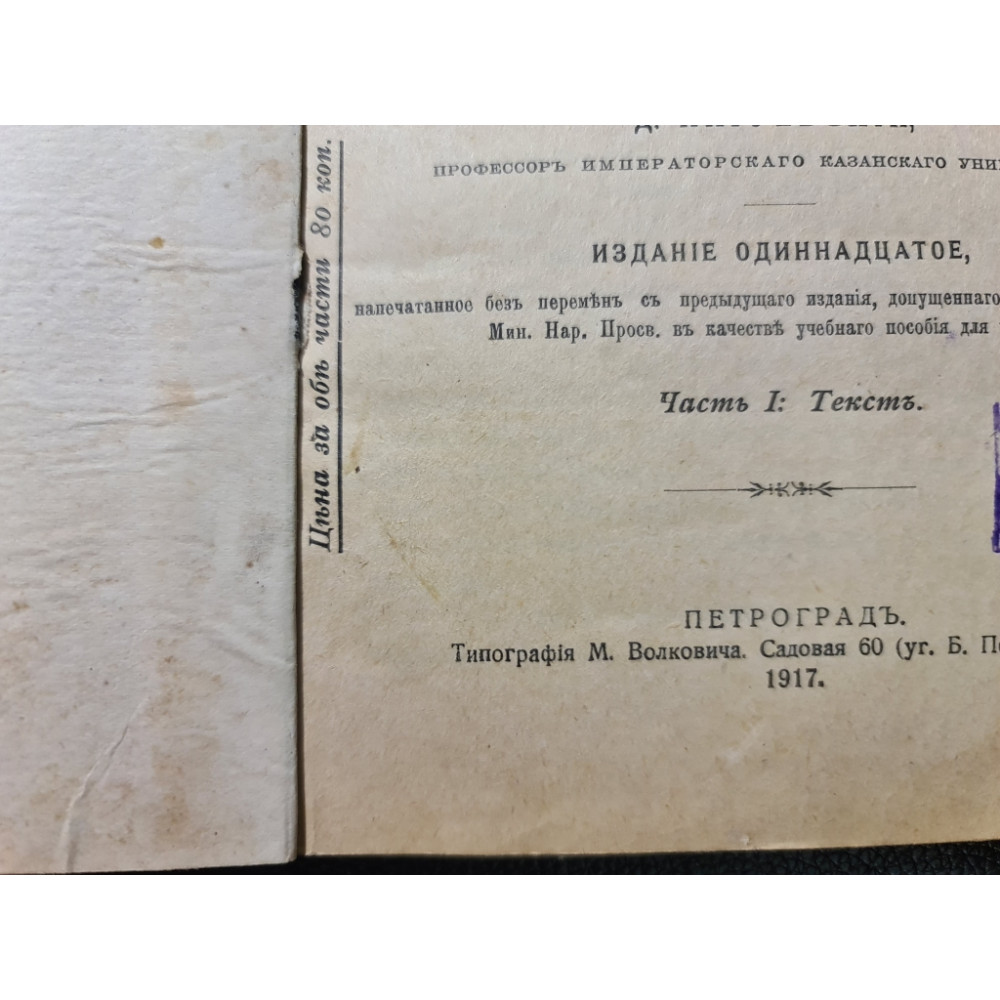 ПРОФЕССОРЪ ИМПЕРАТОРСКАГО КАЗАНСКАГО
ИЗДАНІЕ ОДИННАДЦАТОЕ,
напечатанное безъ перемѣнъ съ предыдущаго изданія, допущеннаго
Мин. Нар. Просв. въ качествѣ учебнаго пособія для
Часть I: Текстъ.
ПЕТРОГРАДЪ.
Типографія М. Волковича. Садовая 60 (уг. Б.
1917.
Цѣна за обѣ части 80 коп.